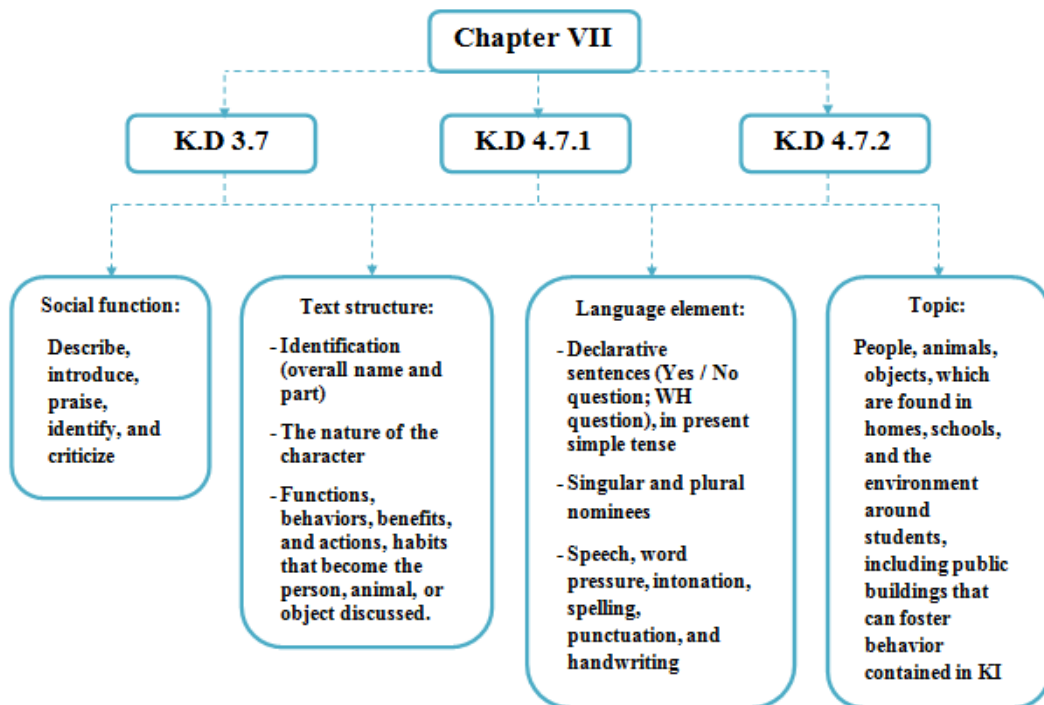 Chapter VII
K.D 3.7
K.D 4.7.1
K.D 4.7.2
Social function:
Describe,
introduce,
praise,
identify, and
criticize
Text structure:
- Identification
(overall name and
part)
- The nature of the
character
- Functions,
behaviors, benefits,
and actions, habits
that become the
person, animal, or
object discussed.
Language element:
- Declarative
sentences (Yes / No
question; WH
question), in present
simple tense
- Singular and plural
nominees
- Speech, word
pressure, intonation,
spelling,
punctuation, and
handwriting
Topic:
People, animals,
objects, which
are found in
homes, schools,
and the
environment
around
students,
including public
buildings that
can foster
behavior
contained in KI